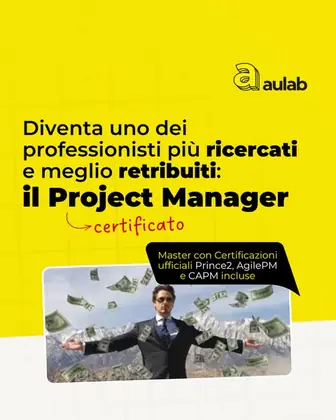 aulab
Diventa uno dei
professionisti più ricercati
e meglio retribuiti:
il Project Manager
certificato
Master con Certificazioni
ufficiali Prince2, AgilePM
e CAPM incluse